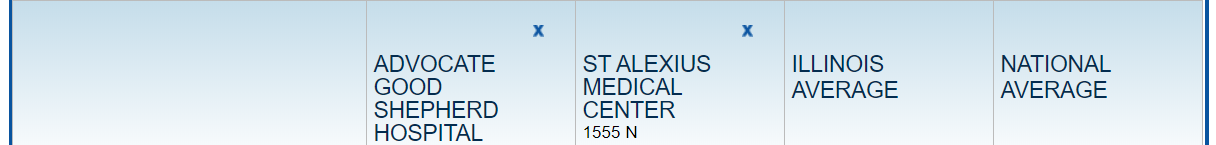 x
x
ADVOCATE
GOOD
SHEPHERD
HOSPITAL
ST ALEXIUS
MEDICAL
CENTER
1555 N
ILLINOIS
AVERAGE
NATIONAL
AVERAGE